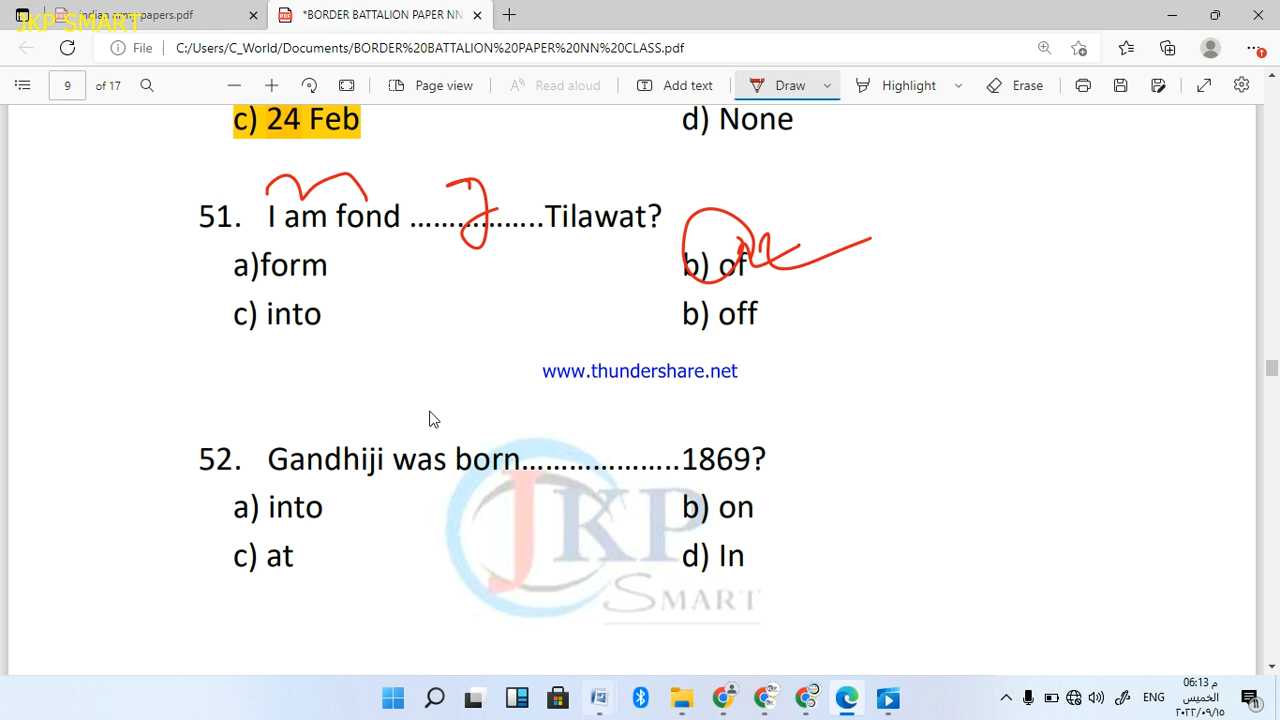 JKP SMART
papers.pdf
*BORDER BATTALION PAPER NN
File
C:/Users/C_World/Documents/BORDER%20BATTALION%20PAPER%20NN%20CLASS.pdf
9 of 17
Page view
Read aloud
Add text
Draw
Highlight
Erase
c) 24 Feb d) None
51. I am fond ……………..Tilawat?
a)form b) of
c) into b) off
www.thundershare.net
52. Gandhiji was born………………..1869?
a) into b) on
c) at d) In
JKP
SMART
ENG
06:13 م
الخميس
٢٠٢٢/٠٩/١٥